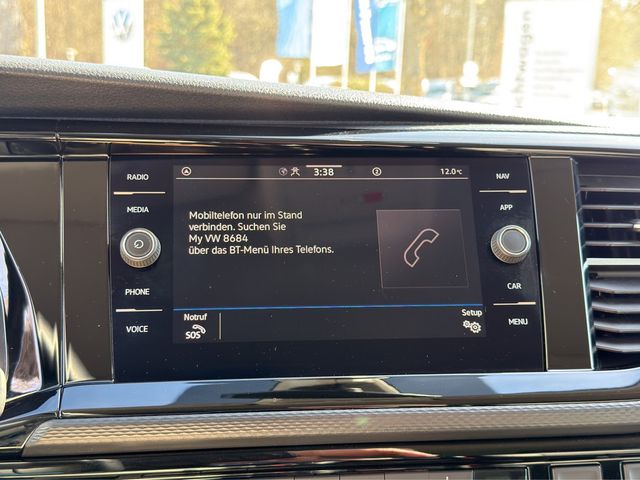 RADIO
MEDIA
PHONE
VOICE
3:38
2
12.0°C
Mobiltelefon nur im Stand
verbinden. Suchen Sie
My VW 8684
über das BT-Menü Ihres Telefons.
Notruf
SOS
Setup
NAV
APP
CAR
MENU